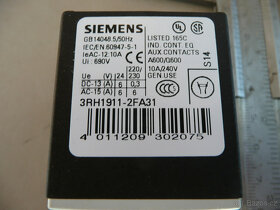 SIEMENS
GB14048.5/50Hz
IEC/EN 60947-5-1
Ie AC-12:10A
Ui: 690V
220/
Ue (V) 24 230
DC-13 (A) 6 0,3
AC-15 (A) 6 6
LISTED 165C
IND. CONT. EQ.
AUX. CONTACTS
A600/Q600
10A/240V
GEN.USE
S14
3RH1911-2FA31
4 011209 302075